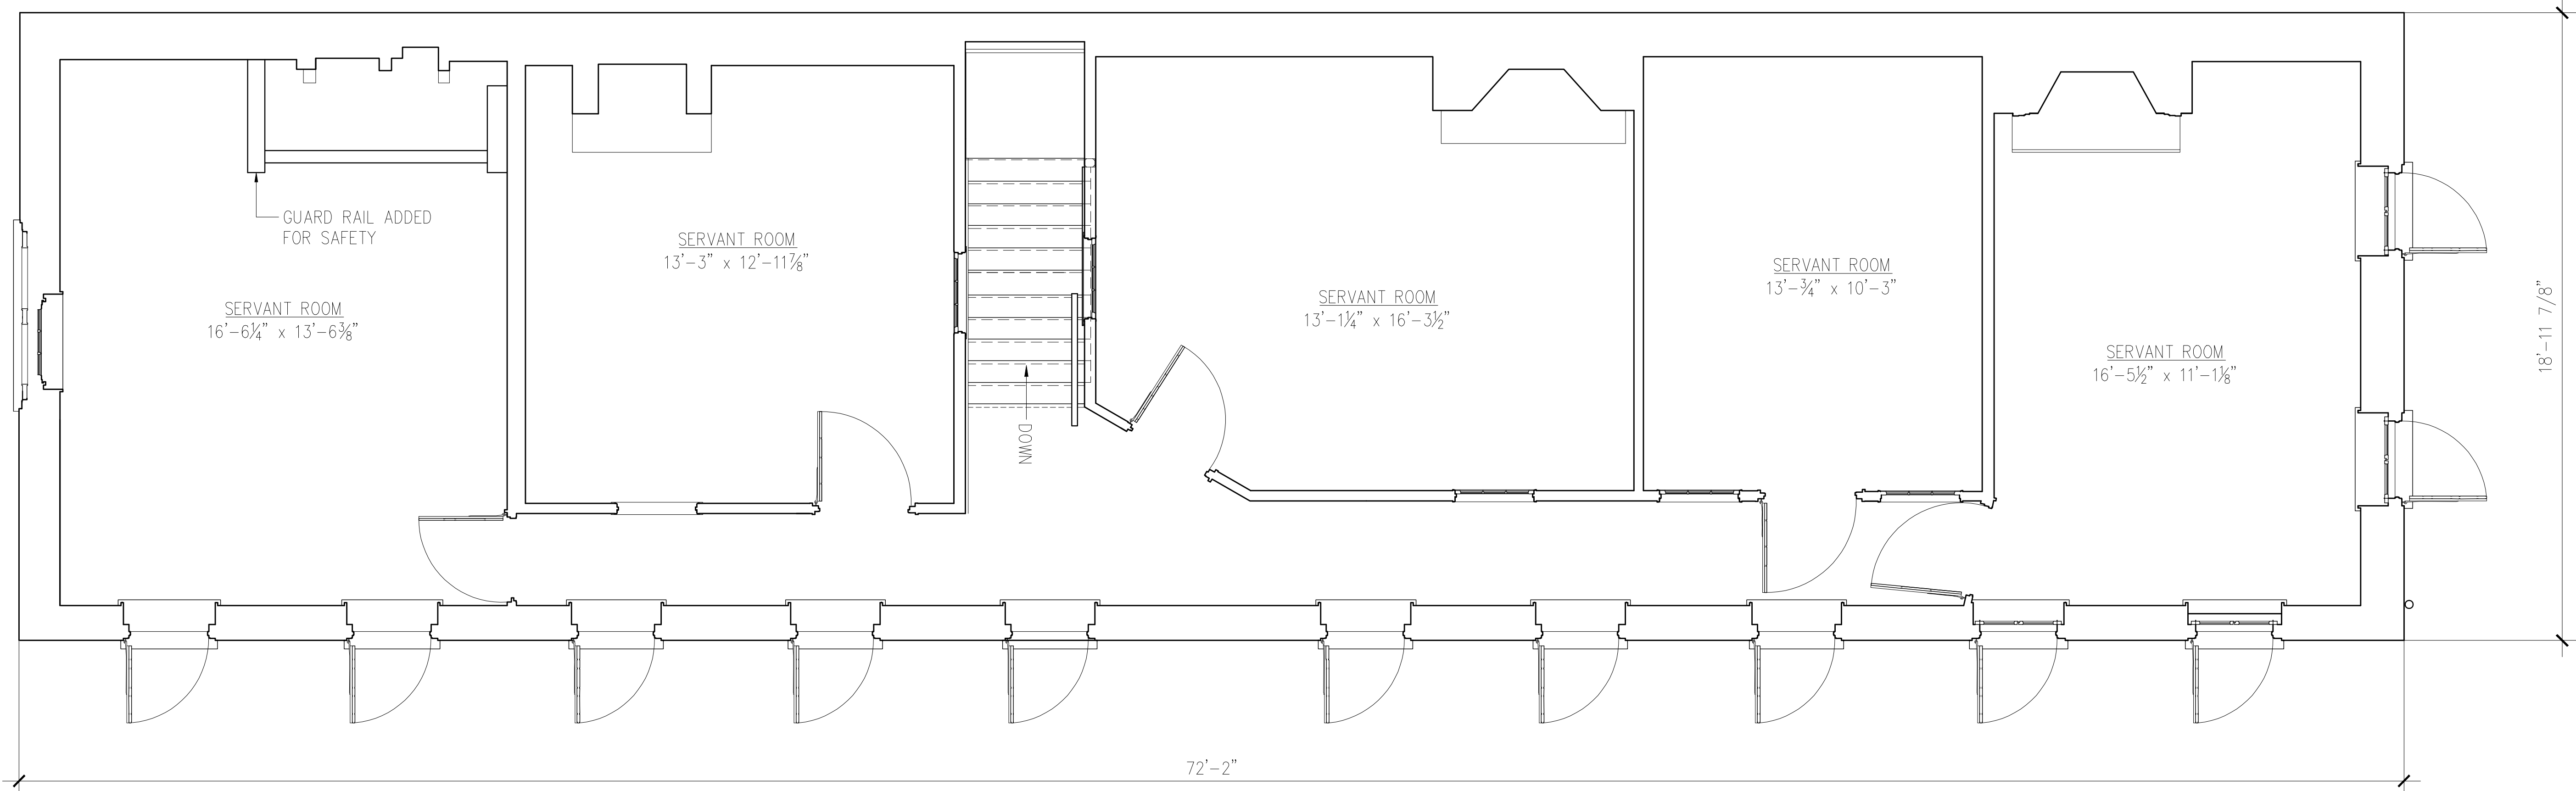 GUARD RAIL ADDED
FOR SAFETY
SERVANT ROOM
16'-6¼" x 13'-6⅜"
SERVANT ROOM
13'-3" x 12'-11⅞"
DOWN
SERVANT ROOM
13'-1¼" x 16'-3½"
SERVANT ROOM
13'-¾" x 10'-3"
SERVANT ROOM
16'-5½" x 11'-1⅛"
18'-11 7/8"
72'-2"